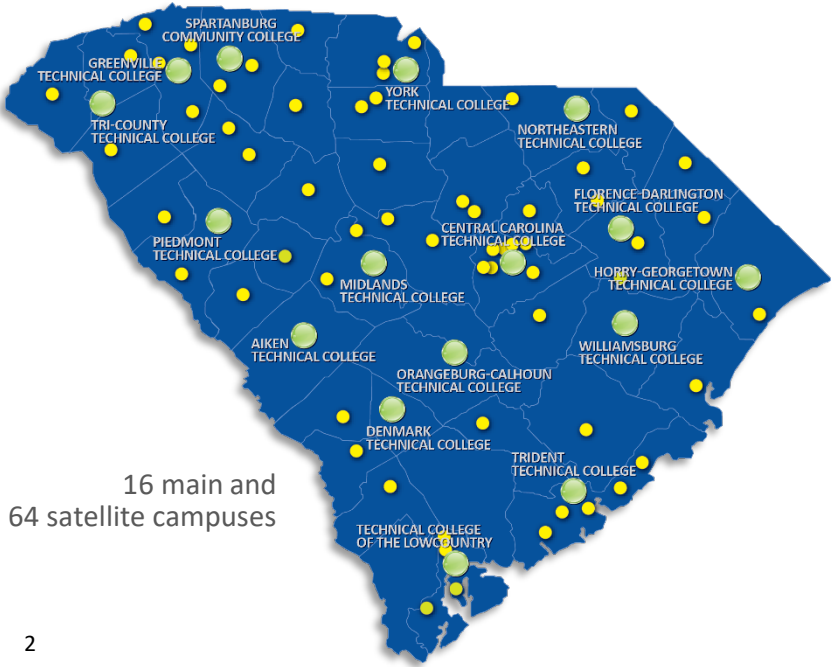 SPARTANBURG
COMMUNITY COLLEGE
GREENVILLE
TECHNICAL COLLEGE
YORK
TECHNICAL COLLEGE
TRI-COUNTY
TECHNICAL COLLEGE
NORTHEASTERN
TECHNICAL COLLEGE
FLORENCE-DARLINGTON
TECHNICAL COLLEGE
CENTRAL CAROLINA
TECHNICAL COLLEGE
PIEDMONT
TECHNICAL COLLEGE
MIDLANDS
TECHNICAL COLLEGE
HORRY-GEORGETOWN
TECHNICAL COLLEGE
AIKEN
TECHNICAL COLLEGE
WILLIAMSBURG
TECHNICAL COLLEGE
ORANGEBURG-CALHOUN
TECHNICAL COLLEGE
DENMARK
TECHNICAL COLLEGE
TRIDENT
TECHNICAL COLLEGE
16 main and
64 satellite campuses
TECHNICAL COLLEGE
OF THE LOWCOUNTRY
2